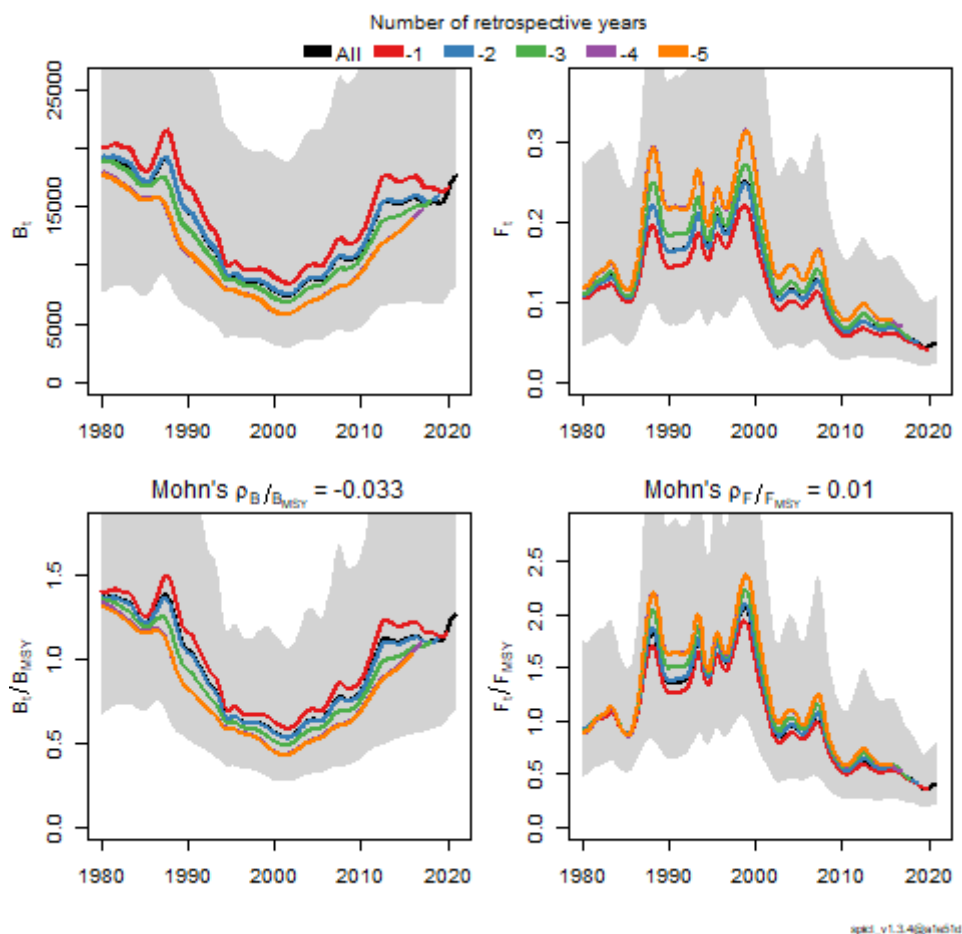 Number of retrospective years
All -1 -2 -3 -4 -5
25000
15000
5000
0
Bt
1980 1990 2000 2010 2020
0.3
0.2
0.1
0.0
Ft
1980 1990 2000 2010 2020
Mohn's ρB/BMSY = -0.033
1.5
1.0
0.5
0.0
Bt/BMSY
1980 1990 2000 2010 2020
Mohn's ρF/FMSY = 0.01
2.5
2.0
1.5
1.0
0.5
0.0
Ft/FMSY
1980 1990 2000 2010 2020